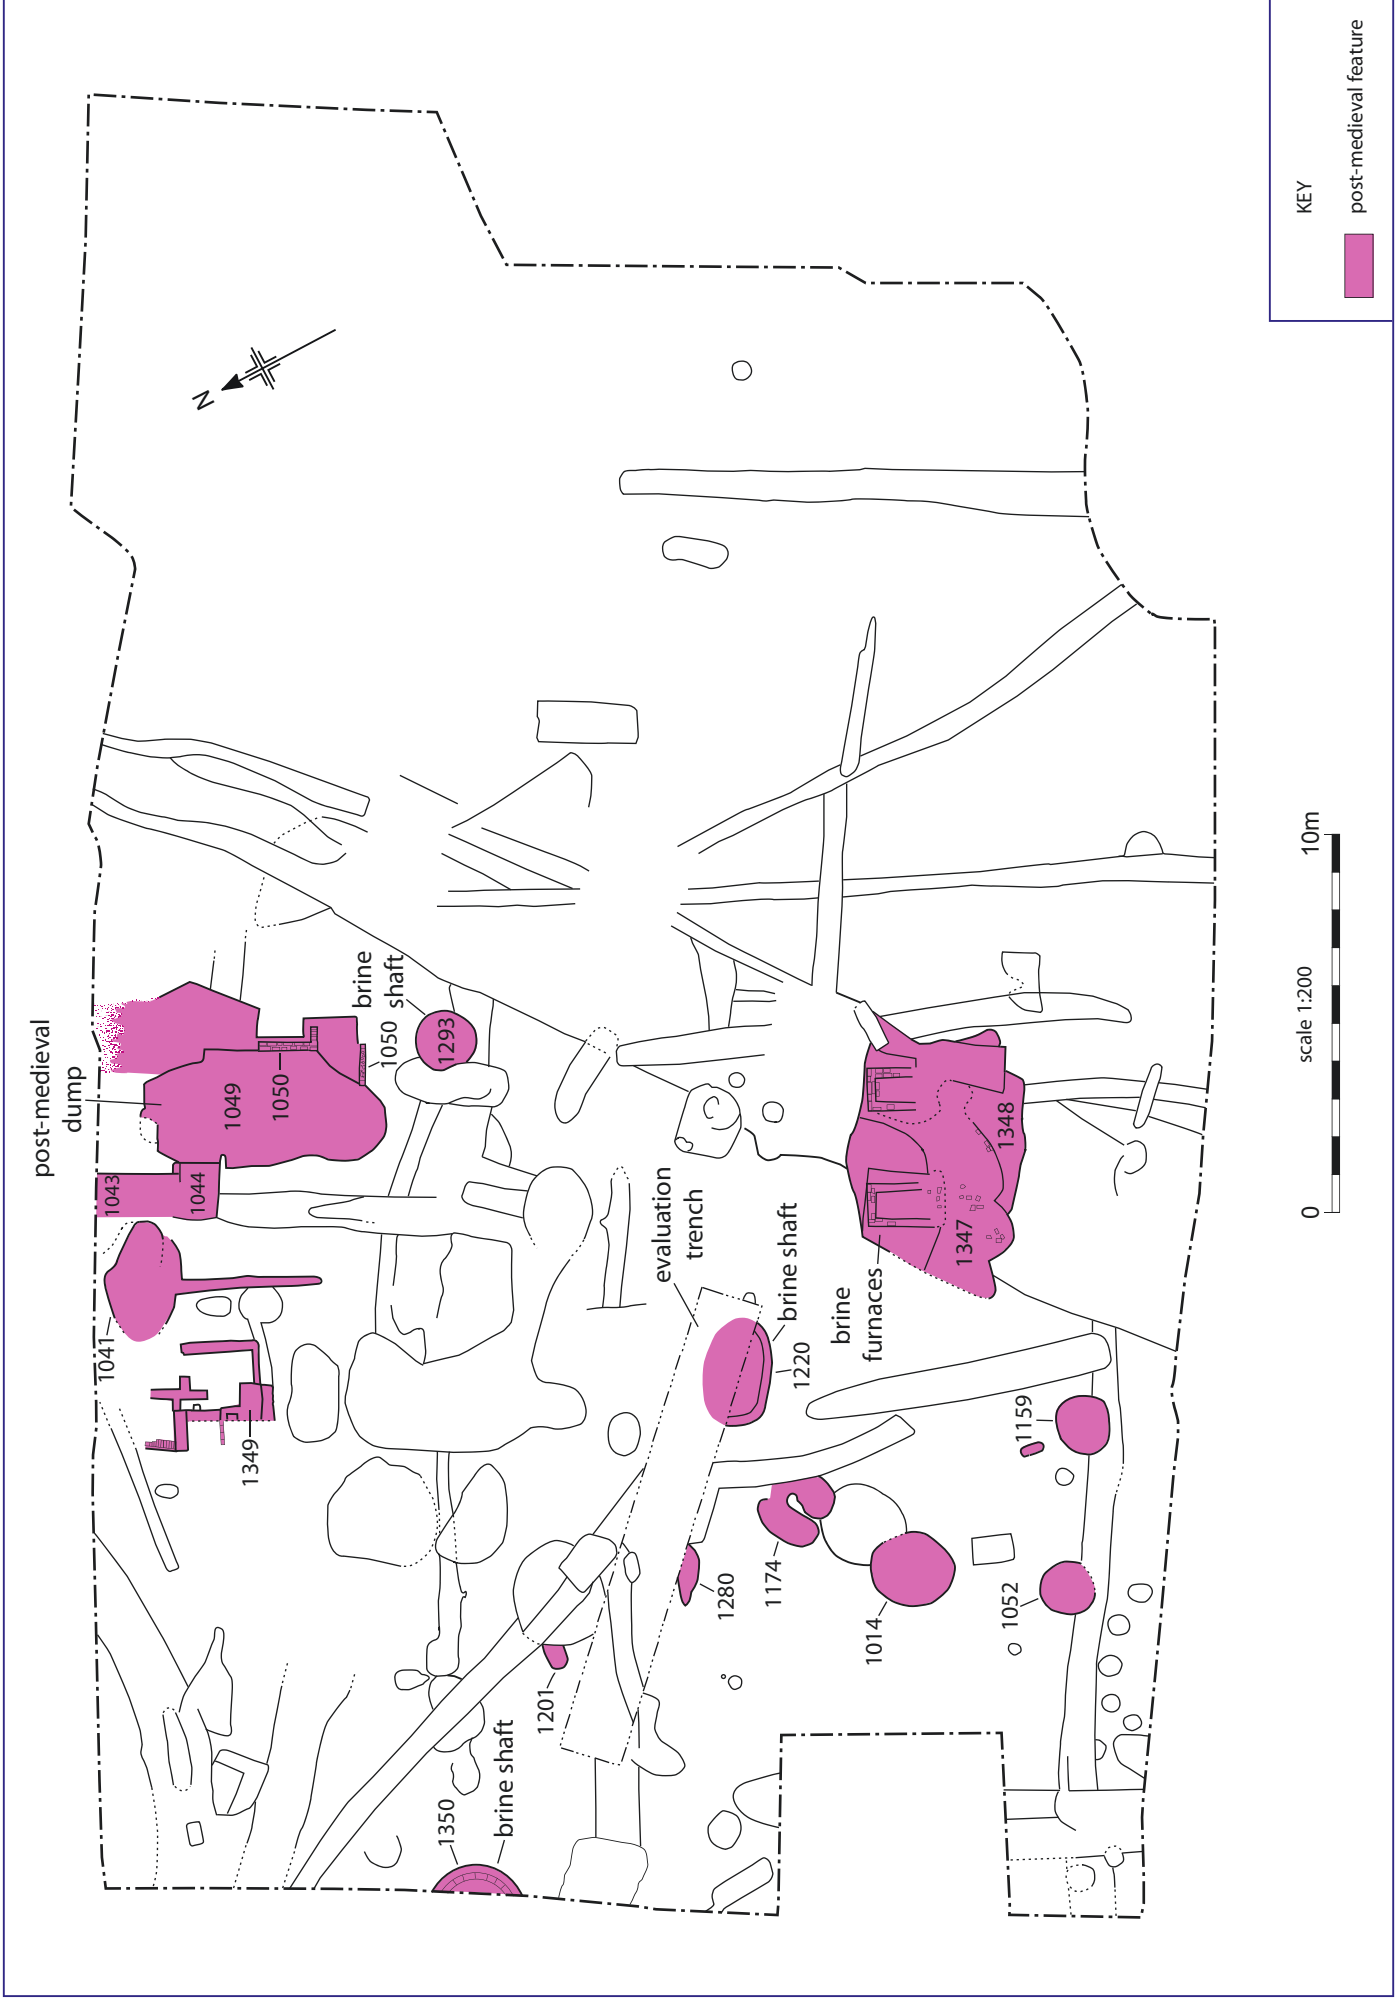 post-medieval
dump
1043
1044
1049
1050
1050
brine
shaft
1293
1041
1349
evaluation
trench
brine shaft
1220
brine
furnaces
1347
1348
1159
1174
1280
1014
1052
1201
1350
brine shaft
N
0
scale 1:200
10m
KEY
post-medieval feature